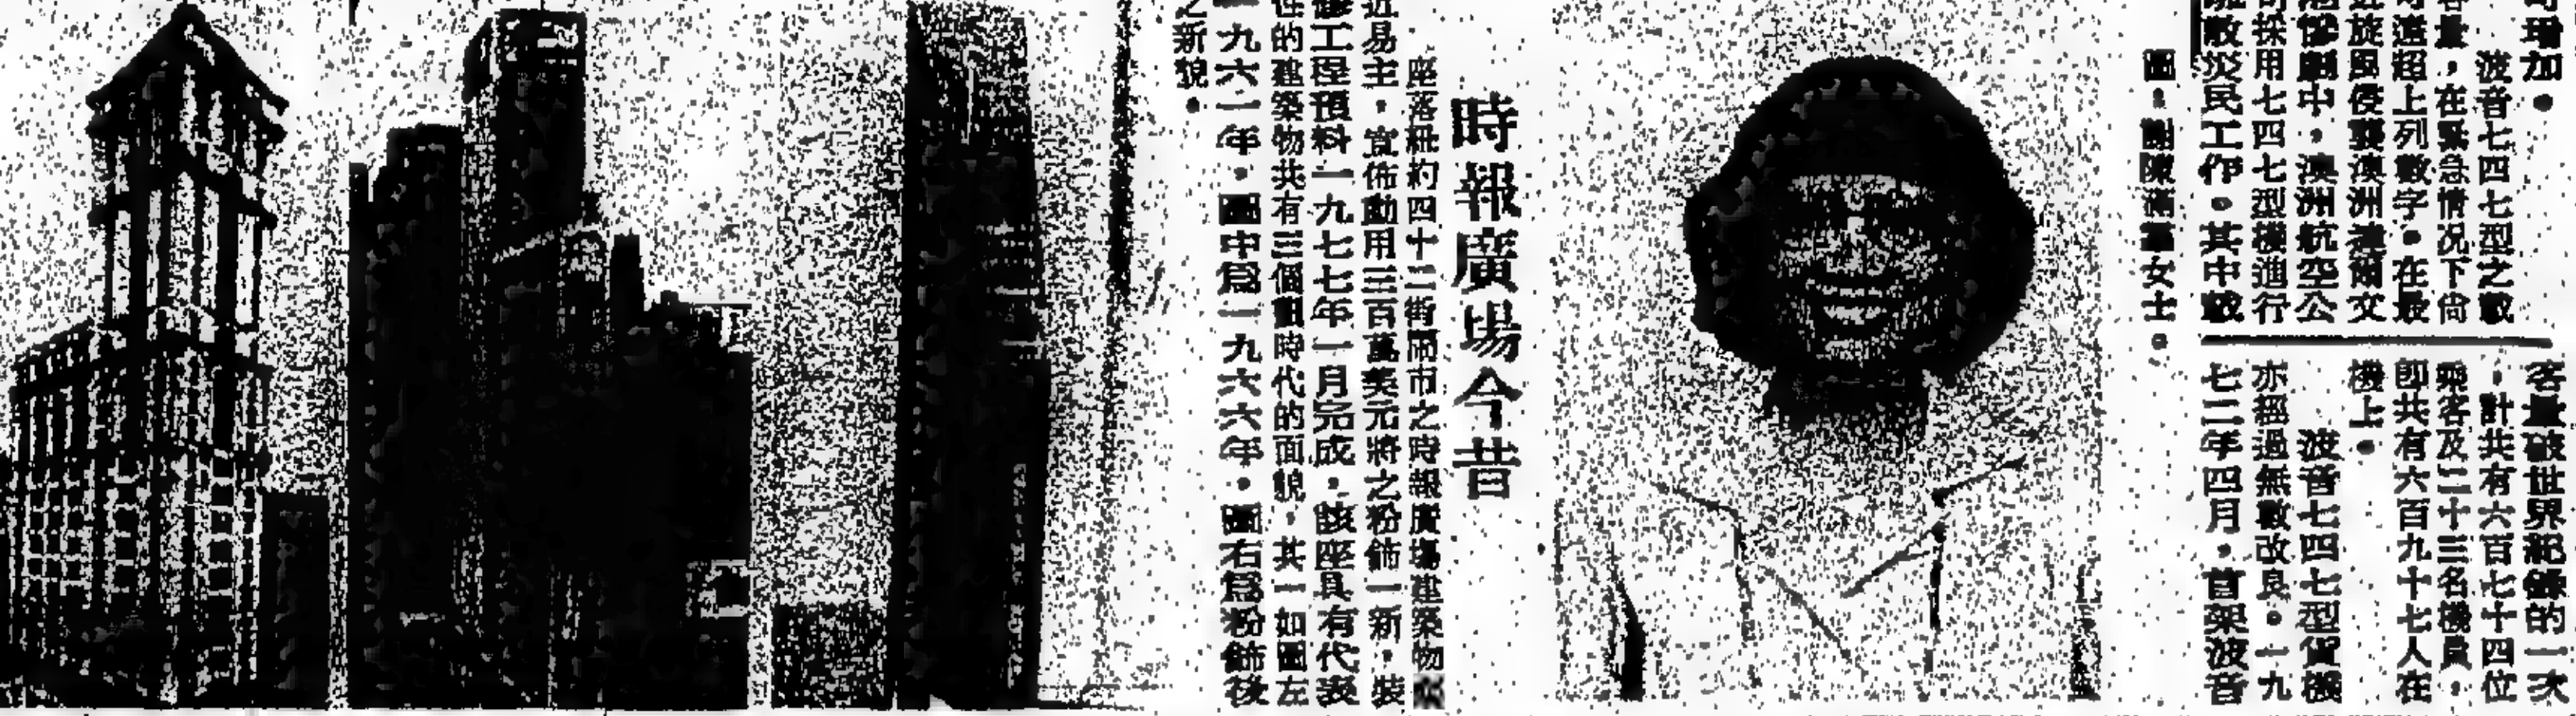 可增加。
波音七四七型之載
客量,在緊急情況下尚
可遠超上列數字。在最
近旋風侵襲澳洲達爾文
港慘劇中,澳洲航空公
司採用七四七型機進行
疏散災民工作。其中載
客量破世界紀錄的一次
,計共有六百七十四位
乘客及二十三名機員,
即共有六百九十七人在
機上。
波音七四七型貨機
亦經過無數改良。一九
七二年四月,首架波音
圖:謝陳 女士。
時報廣場今昔
座落紐約四十二街鬧市之時報廣場建築物
近易主,宣佈動用三百萬美元將之粉飾一新,裝
修工程預料一九七七年一月完成,該座具有代表
性的建築物共有三個劃時代的面貌,其一如圖左
一九六一年,圖中爲一九六六年,圖右爲粉飾後
之新貌。